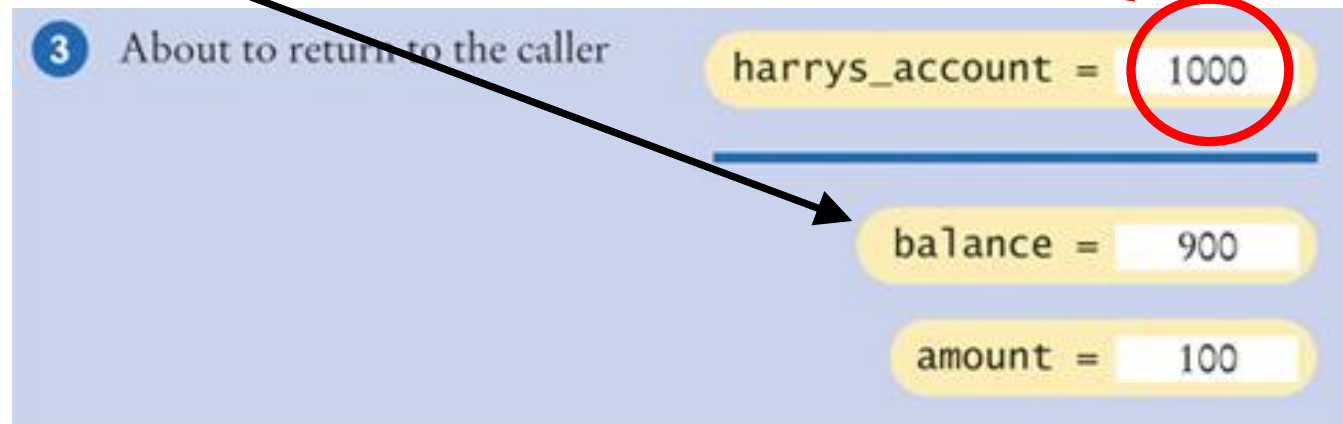 3 About to return to the caller harrys_account = 1000
balance = 900
amount = 100